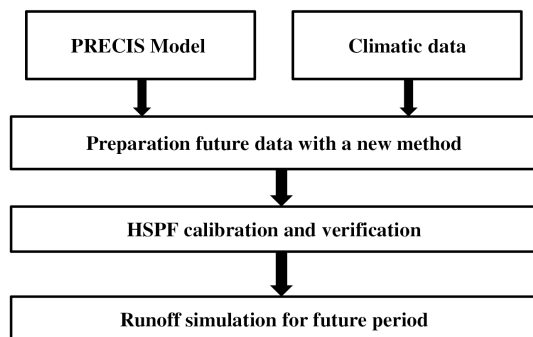 PRECIS Model
Climatic data
Preparation future data with a new method
HSPF calibration and verification
Runoff simulation for future period